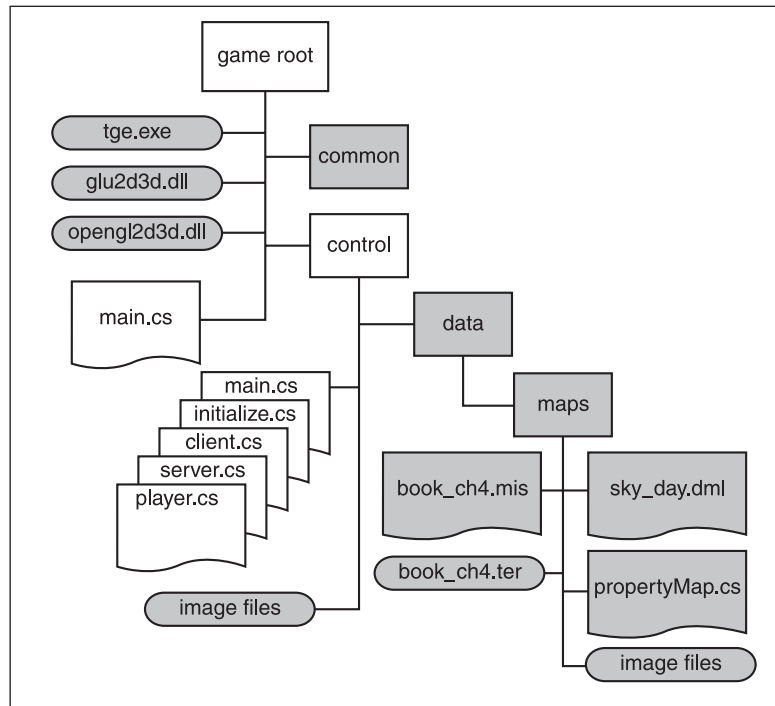 game root
tge.exe
common
glu2d3d.dll
opengl2d3d.dll
control
main.cs
data
main.cs
initialize.cs
client.cs
server.cs
player.cs
maps
book_ch4.mis
sky_day.dml
book_ch4.ter
propertyMap.cs
image files
image files